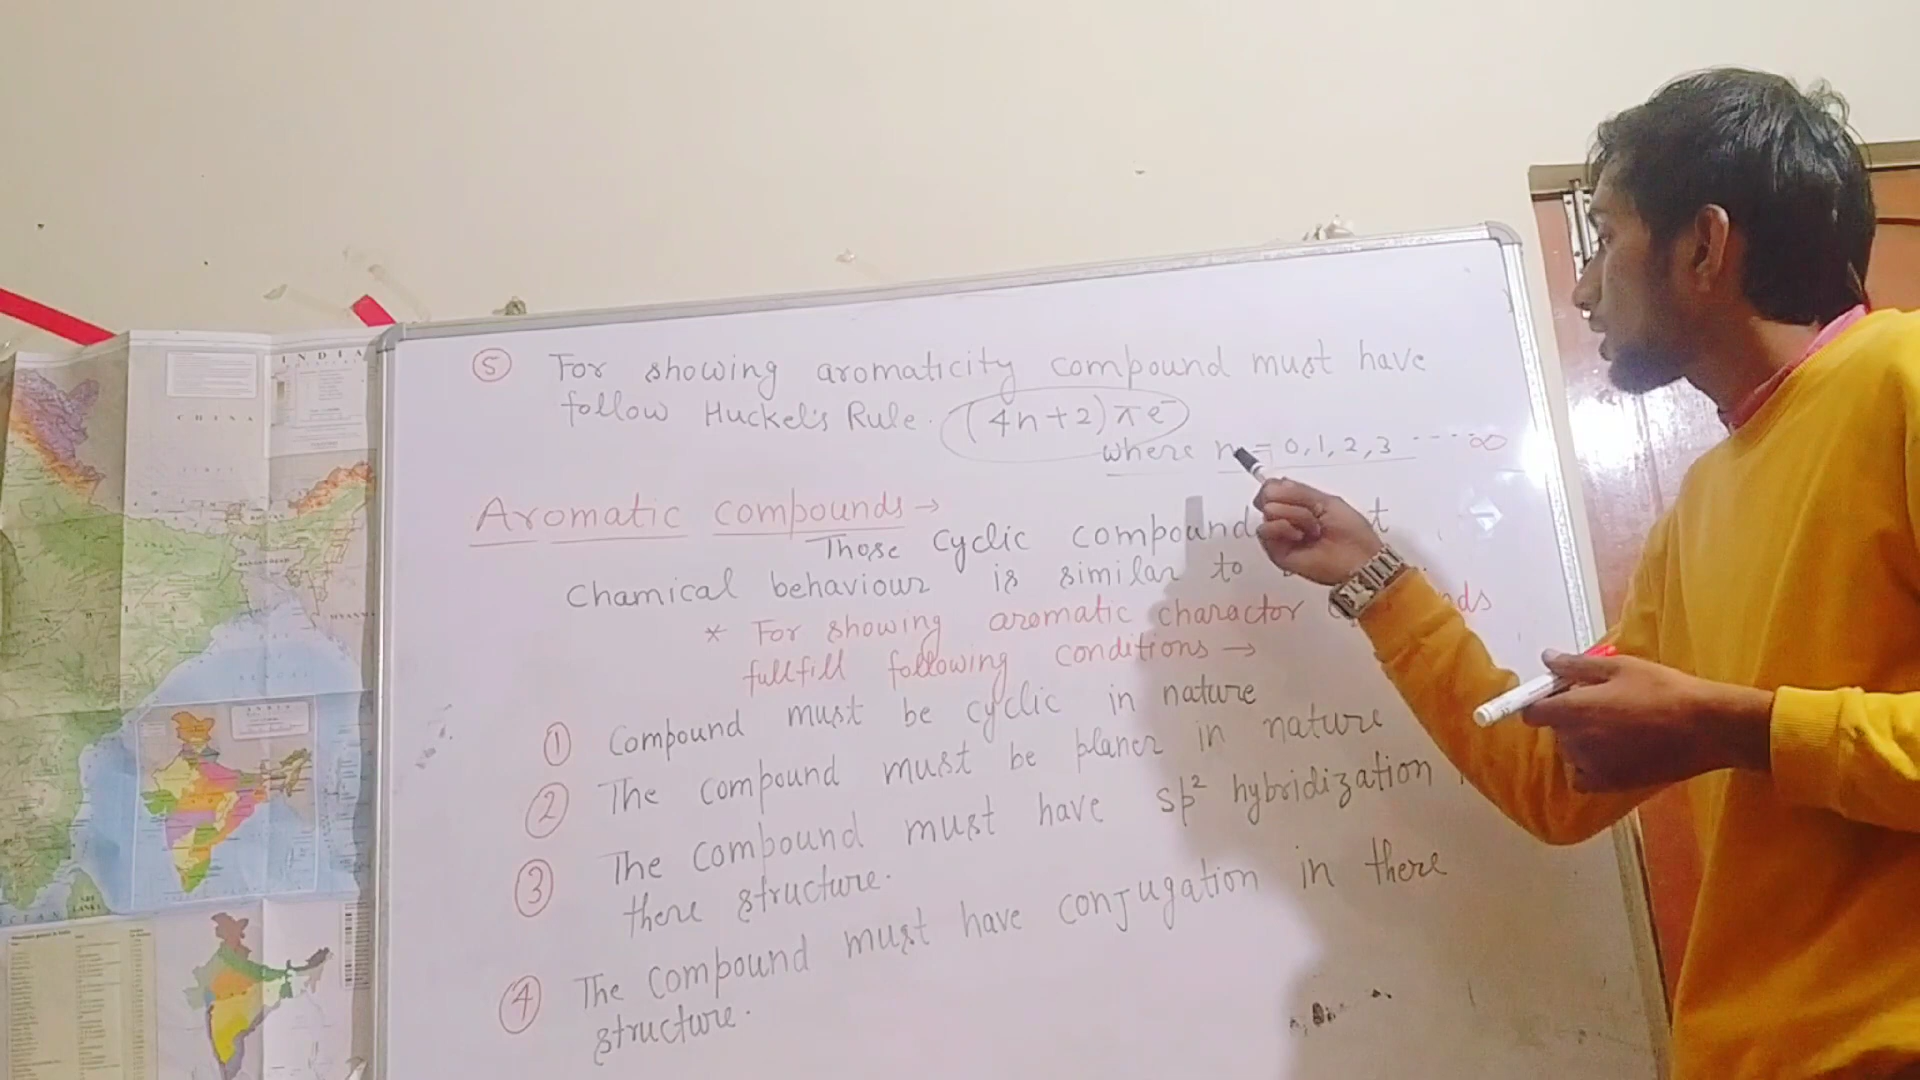 ⑤ For showing aromaticity compound must have
follow Huckel's Rule. (4n+2)πe⁻
where n = 0,1,2,3 ---- ∞
Aromatic compounds →
Those cyclic compound
Chamical behaviour is similar to
* For showing aromatic charactor
fullfill following conditions →
① Compound must be cyclic in nature
② The compound must be planer in nature
③ The compound must have sp² hybridization
there structure.
④ The compound must have conjugation in there
structure.
INDIA
CHINA
INDIA